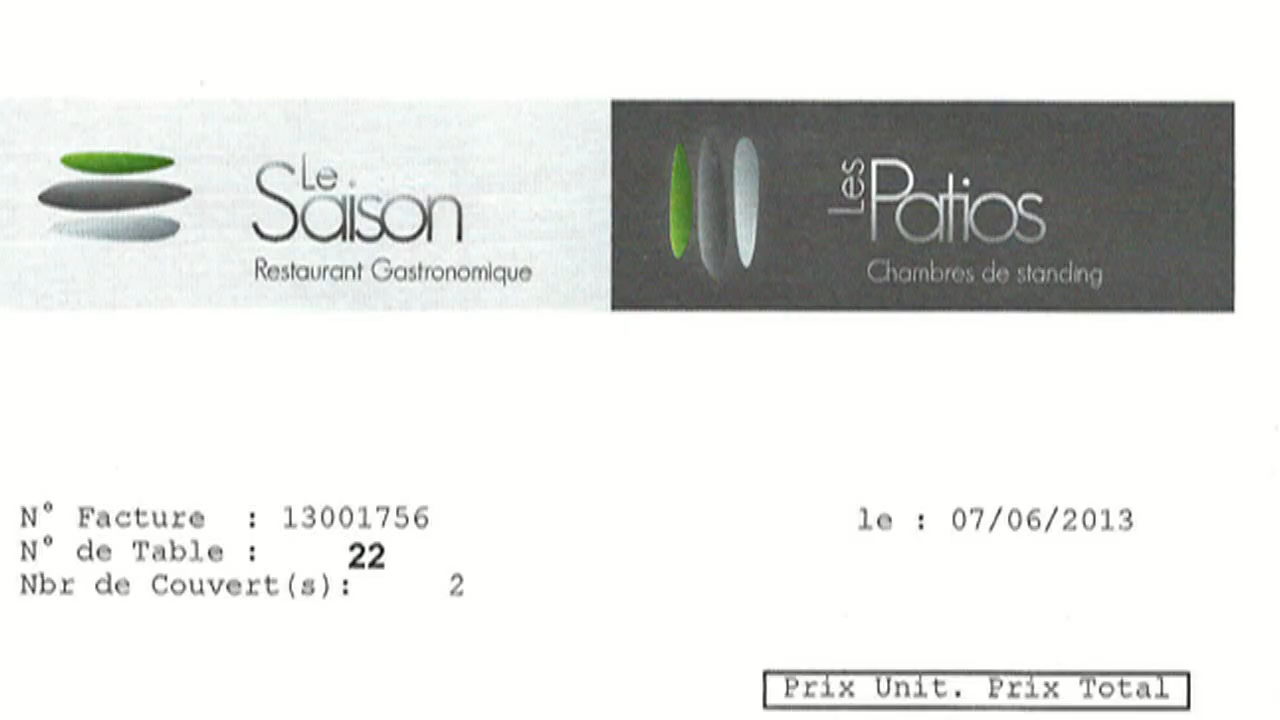 Le Saison
Restaurant Gastronomique
Les Patios
Chambres de standing
N° Facture : 13001756
le : 07/06/2013
N° de Table : 22
Nbr de Couvert(s): 2
Prix Unit. Prix Total